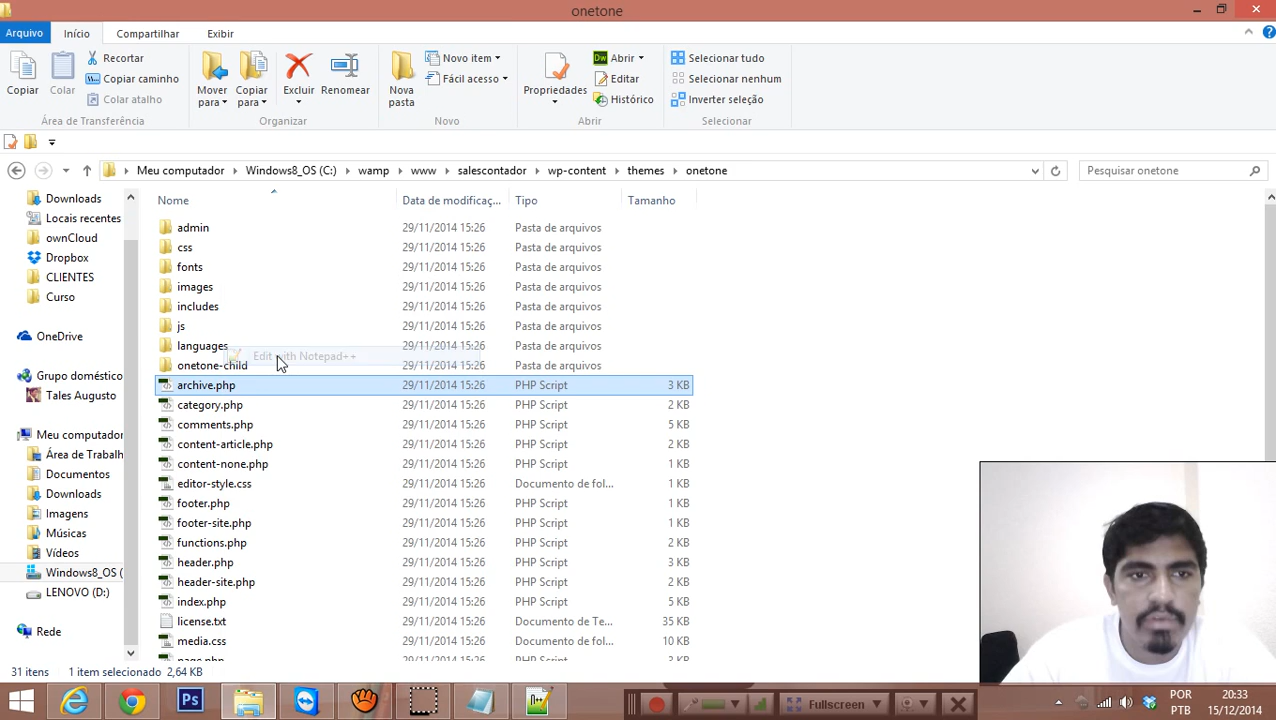 onetone
Arquivo Início Compartilhar Exibir
Copiar Colar Recortar Copiar caminho Colar atalho
Área de Transferência
Mover para Copiar para Excluir Renomear
Organizar
Nova pasta Novo item Fácil acesso
Novo
Propriedades Abrir Editar Histórico
Abrir
Selecionar tudo Selecionar nenhum Inverter seleção
Selecionar
Meu computador Windows8_OS (C:) wamp www salescontador wp-content themes onetone
Pesquisar onetone
Downloads
Locais recentes
ownCloud
Dropbox
CLIENTES
Curso
OneDrive
Grupo doméstico
Tales Augusto
Meu computador
Área de Trabalh
Documentos
Downloads
Imagens
Músicas
Vídeos
Windows8_OS (
LENOVO (D:)
Rede
Nome Data de modificaç... Tipo Tamanho
admin 29/11/2014 15:26 Pasta de arquivos
css 29/11/2014 15:26 Pasta de arquivos
fonts 29/11/2014 15:26 Pasta de arquivos
images 29/11/2014 15:26 Pasta de arquivos
includes 29/11/2014 15:26 Pasta de arquivos
js 29/11/2014 15:26 Pasta de arquivos
languages 29/11/2014 15:26 Pasta de arquivos
Edit with Notepad++
onetone-child 29/11/2014 15:26 Pasta de arquivos
archive.php 29/11/2014 15:26 PHP Script 3 KB
category.php 29/11/2014 15:26 PHP Script 2 KB
comments.php 29/11/2014 15:26 PHP Script 5 KB
content-article.php 29/11/2014 15:26 PHP Script 2 KB
content-none.php 29/11/2014 15:26 PHP Script 1 KB
editor-style.css 29/11/2014 15:26 Documento de fol... 1 KB
footer.php 29/11/2014 15:26 PHP Script 1 KB
footer-site.php 29/11/2014 15:26 PHP Script 1 KB
functions.php 29/11/2014 15:26 PHP Script 1 KB
header.php 29/11/2014 15:26 PHP Script 3 KB
header-site.php 29/11/2014 15:26 PHP Script 2 KB
index.php 29/11/2014 15:26 PHP Script 1 KB
license.txt 29/11/2014 15:26 Documento de Te... 35 KB
media.css 29/11/2014 15:26 Documento de fol... 10 KB
31 itens 1 item selecionado 2,64 KB
Ps
Fullscreen
POR 20:33
PTB 15/12/2014